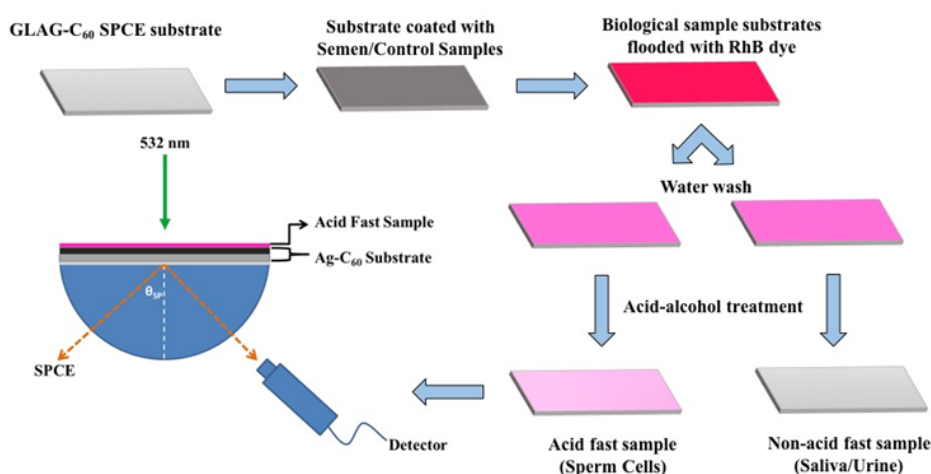 GLAG-C₆₀ SPCE substrate
Substrate coated with
Semen/Control Samples
Biological sample substrates
flooded with RhB dye
532 nm
Water wash
Acid Fast Sample
Ag-C₆₀ Substrate
θSP
Acid-alcohol treatment
SPCE
Detector
Acid fast sample
(Sperm Cells)
Non-acid fast sample
(Saliva/Urine)